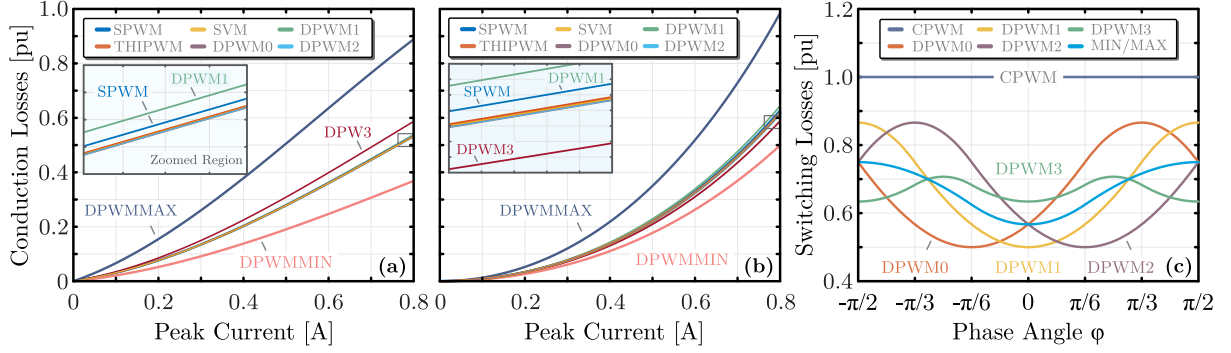 Conduction Losses [pu]
1.0
0.8
0.6
0.4
0.2
0
SPWM SVM DPWM1
THIPWM DPWM0 DPWM2
DPWM1
SPWM
Zoomed Region
DPW3
DPWMMAX
DPWMMIN
(a)
0 0.2 0.4 0.6 0.8
Peak Current [A]
SPWM SVM DPWM1
THIPWM DPWM0 DPWM2
DPWM1
SPWM
DPWM3
DPWMMAX
DPWMMIN
(b)
0 0.2 0.4 0.6 0.8
Peak Current [A]
Switching Losses [pu]
1.2
1.0
0.8
0.6
0.4
CPWM DPWM1 DPWM3
DPWM0 DPWM2 MIN/MAX
CPWM
DPWM3
DPWM0 DPWM1 DPWM2
(c)
-π/2 -π/3 -π/6 0 π/6 π/3 π/2
Phase Angle φ